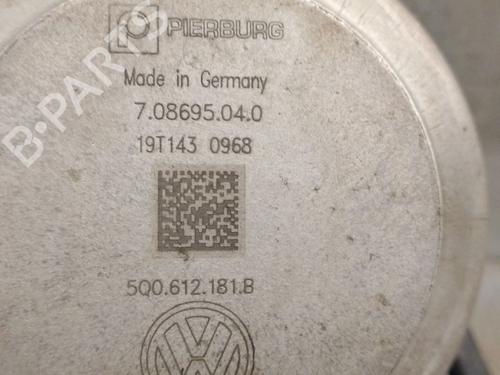 PIERBURG
Made in Germany
7.08695.04.0
19T143 0968
5Q0.612.181.B
B-PARTS